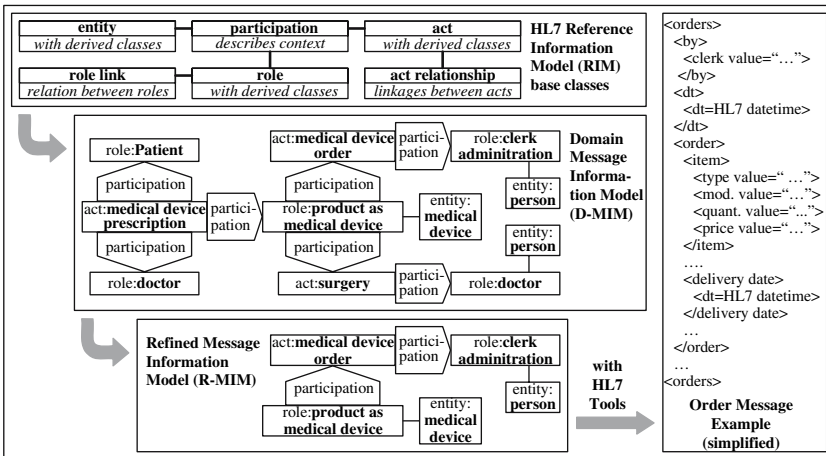 entity
with derived classes
participation
describes context
act
with derived classes
role link
relation between roles
role
with derived classes
act relationship
linkages between acts
HL7 Reference
Information
Model (RIM)
base classes
role:Patient
participation
act:medical device
prescription
partici-
pation
participation
role:doctor
act:medical device
order
partici-
pation
role:clerk
adminitration
participation
entity:
person
role:product as
medical device
entity:
medical
device
entity:
person
participation
act:surgery
partici-
pation
role:doctor
Domain
Message
Informa-
tion Model
(D-MIM)
Refined Message
Information
Model (R-MIM)
act:medical device
order
partici-
pation
role:clerk
adminitration
participation
entity:
person
role:product as
medical device
entity:
medical
device
with
HL7
Tools
<orders>
<by>
<clerk value=“…”>
</by>
<dt>
<dt=HL7 datetime>
</dt>
<order>
<item>
<type value=“ …”>
<mod. value=“…”>
<quant. value=“...”>
<price value=“…”>
</item>
….
<delivery date>
<dt=HL7 datetime>
</delivery date>
…
</order>
…
<orders>
Order Message
Example
(simplified)